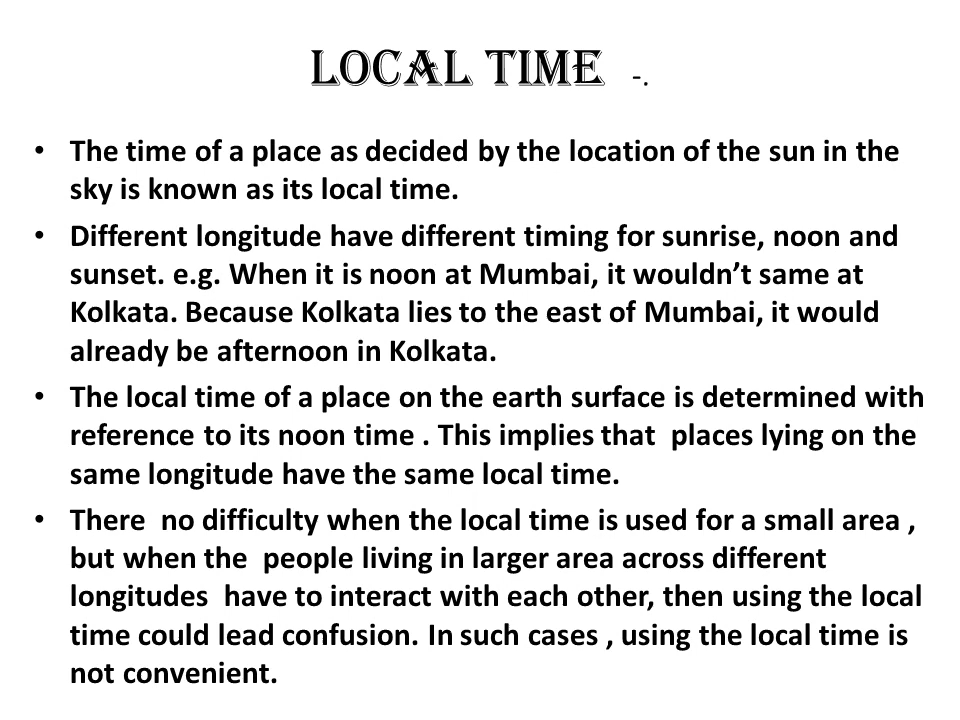 LOCAL TIME -.
• The time of a place as decided by the location of the sun in the
sky is known as its local time.
• Different longitude have different timing for sunrise, noon and
sunset. e.g. When it is noon at Mumbai, it wouldn’t same at
Kolkata. Because Kolkata lies to the east of Mumbai, it would
already be afternoon in Kolkata.
• The local time of a place on the earth surface is determined with
reference to its noon time . This implies that  places lying on the
same longitude have the same local time.
• There  no difficulty when the local time is used for a small area ,
but when the  people living in larger area across different
longitudes  have to interact with each other, then using the local
time could lead confusion. In such cases , using the local time is
not convenient.